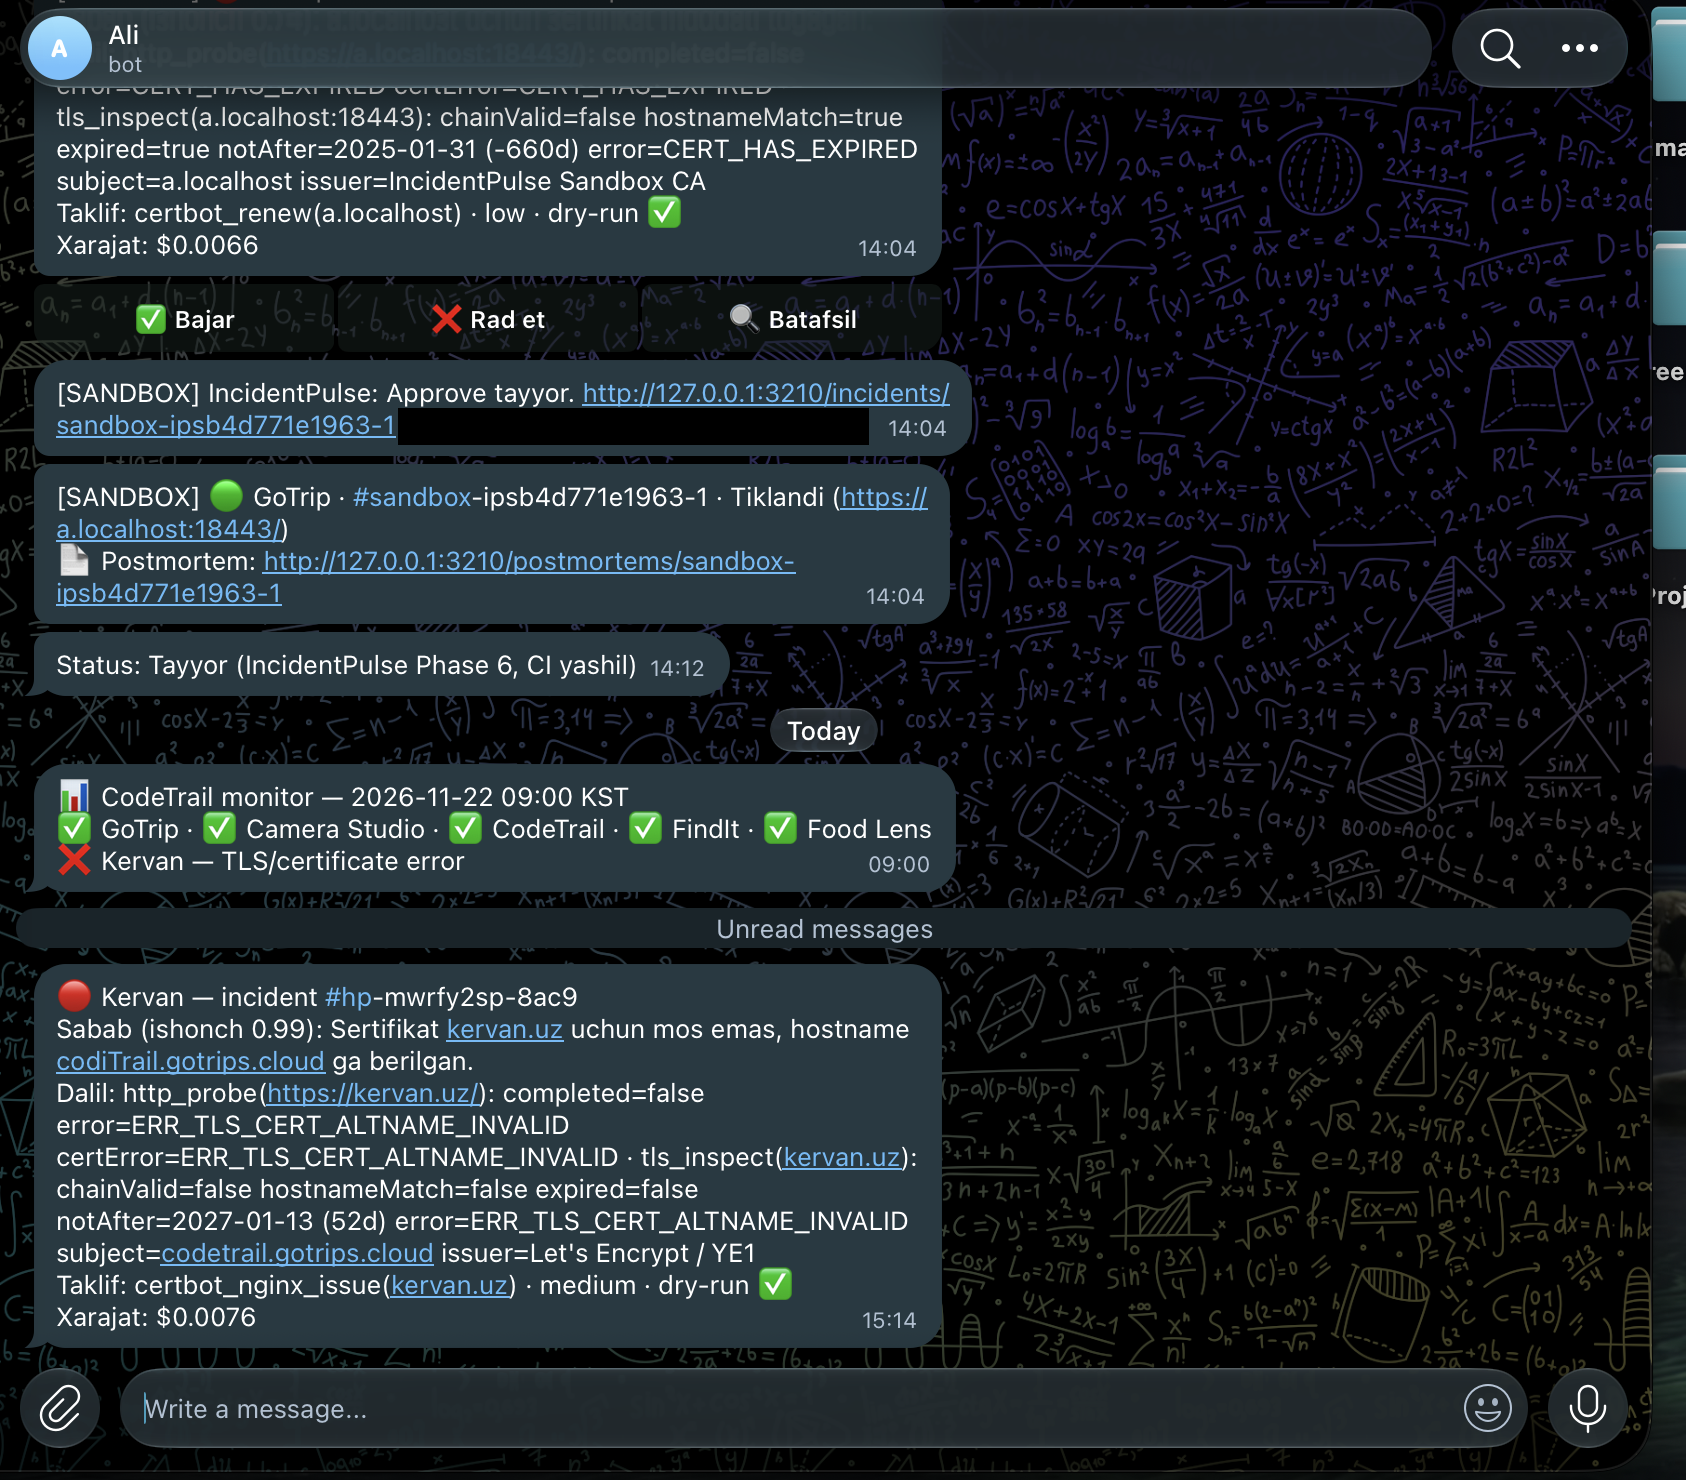 Ali
bot
error=CERT_HAS_EXPIRED certError=CERT_HAS_EXPIRED
tls_inspect(a.localhost:18443): chainValid=false hostnameMatch=true
expired=true notAfter=2025-01-31 (-660d) error=CERT_HAS_EXPIRED
subject=a.localhost issuer=IncidentPulse Sandbox CA
Taklif: certbot_renew(a.localhost) · low · dry-run ✅
Xarajat: $0.0066
14:04
✅ Bajar
❌ Rad et
🔍 Batafsil
[SANDBOX] IncidentPulse: Approve tayyor. http://127.0.0.1:3210/incidents/
sandbox-ipsb4d771e1963-1
14:04
[SANDBOX] 🟢 GoTrip · #sandbox-ipsb4d771e1963-1 · Tiklandi (https://
a.localhost:18443/)
📄 Postmortem: http://127.0.0.1:3210/postmortems/sandbox-
ipsb4d771e1963-1
14:04
Status: Tayyor (IncidentPulse Phase 6, CI yashil) 14:12
Today
📊 CodeTrail monitor — 2026-11-22 09:00 KST
✅ GoTrip · ✅ Camera Studio · ✅ CodeTrail · ✅ FindIt · ✅ Food Lens
❌ Kervan — TLS/certificate error
09:00
Unread messages
🔴 Kervan — incident #hp-mwrfy2sp-8ac9
Sabab (ishonch 0.99): Sertifikat kervan.uz uchun mos emas, hostname
codiTrail.gotrips.cloud ga berilgan.
Dalil: http_probe(https://kervan.uz/): completed=false
error=ERR_TLS_CERT_ALTNAME_INVALID
certError=ERR_TLS_CERT_ALTNAME_INVALID · tls_inspect(kervan.uz):
chainValid=false hostnameMatch=false expired=false
notAfter=2027-01-13 (52d) error=ERR_TLS_CERT_ALTNAME_INVALID
subject=codetrail.gotrips.cloud issuer=Let's Encrypt / YE1
Taklif: certbot_nginx_issue(kervan.uz) · medium · dry-run ✅
Xarajat: $0.0076
15:14
Write a message...